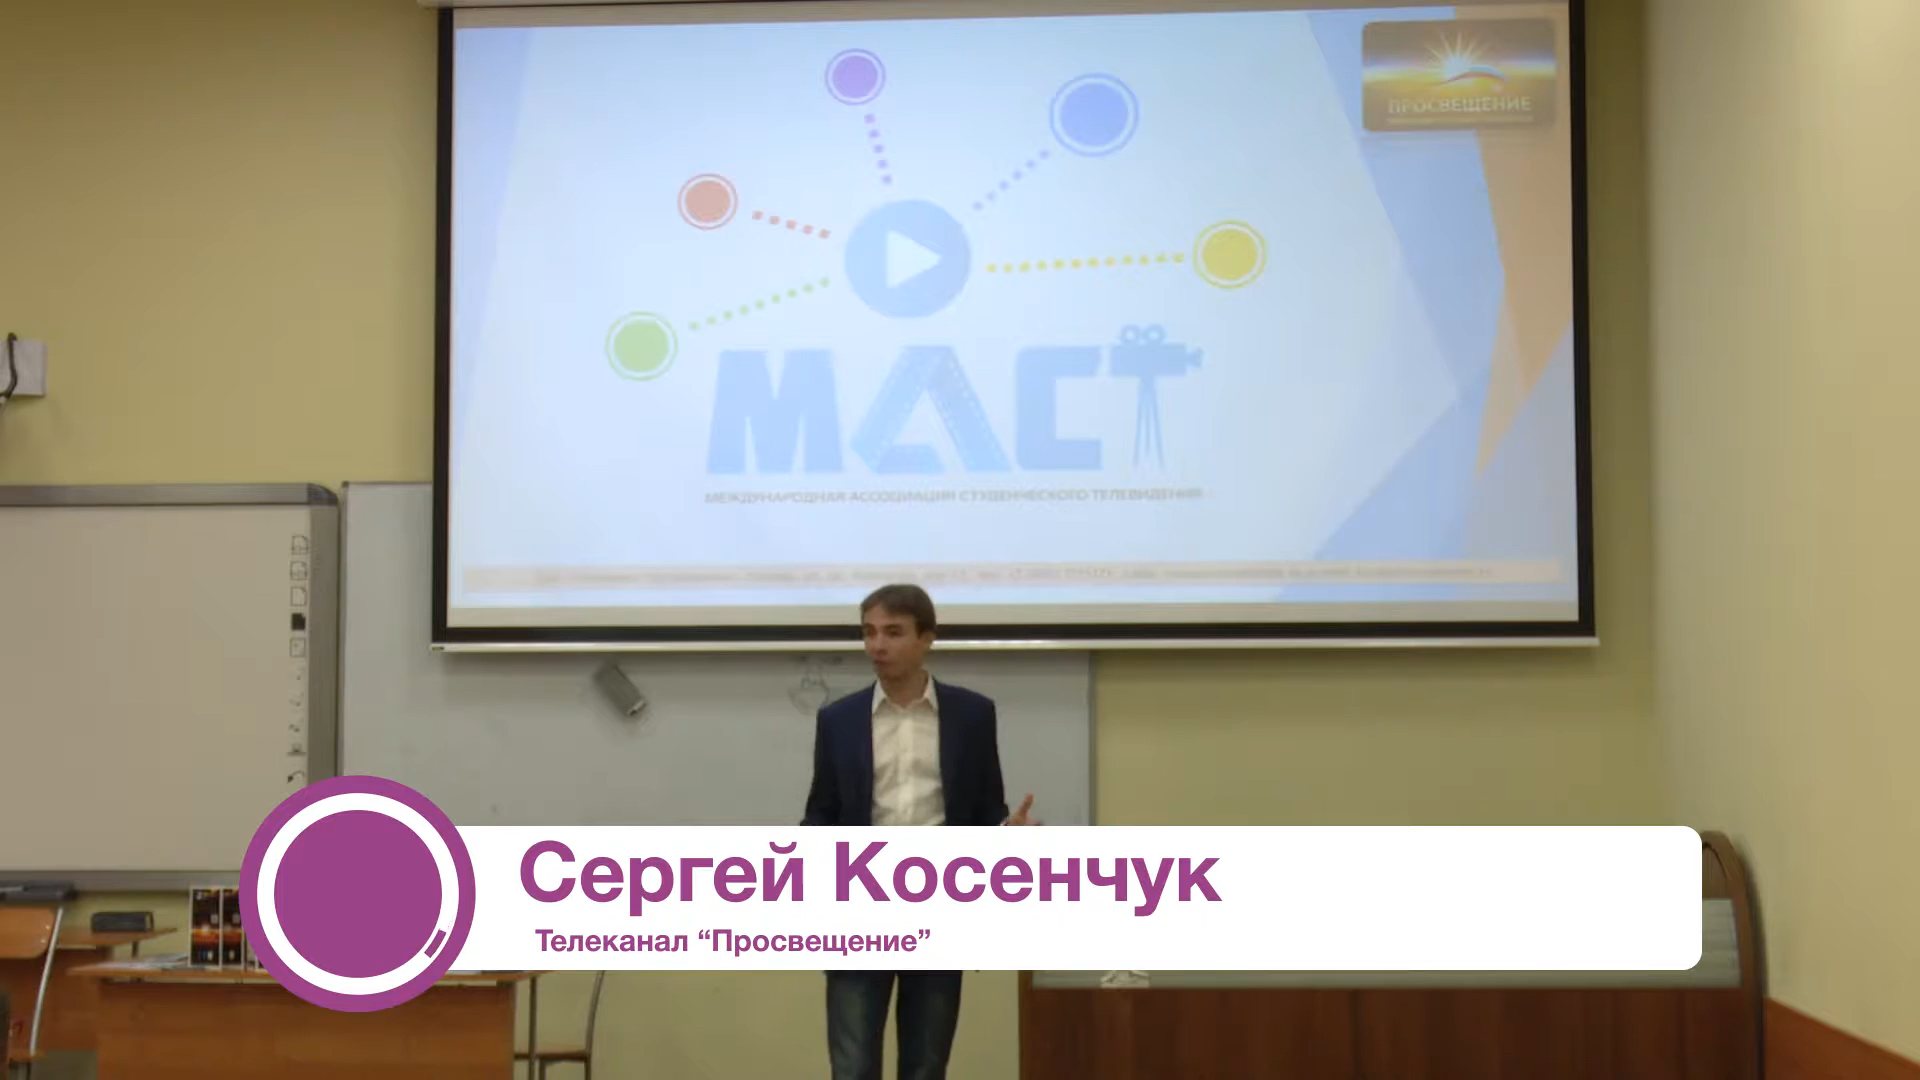 ПРОСВЕЩЕНИЕ
МАСТ
МЕЖДУНАРОДНАЯ АССОЦИАЦИЯ СТУДЕНЧЕСКОГО ТЕЛЕВИДЕНИЯ
Сергей Косенчук
Телеканал “Просвещение”